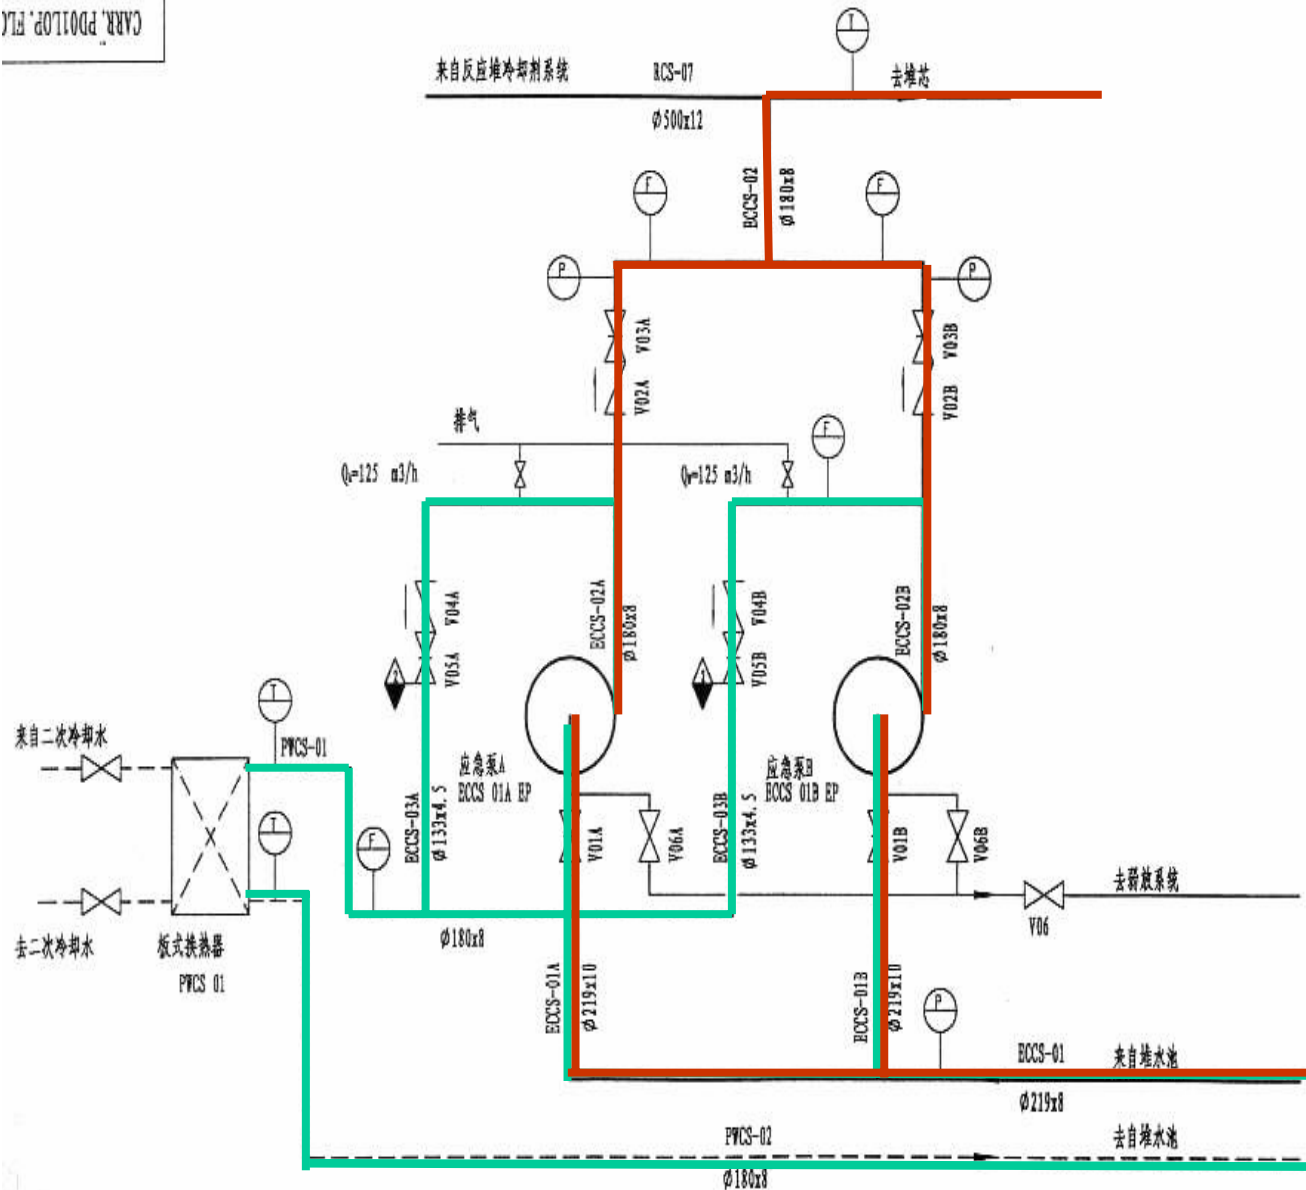 CARR, PD01LOP. FLO
T
来自反应堆冷却剂系统 RCS-07 去堆芯
φ500x12
ECCS-02
φ180x8
F F
P P
V03A V03B
V02A V02B
排气 F
Q=125 m3/h Q=125 m3/h
V04A ECCS-02A φ180x8 V04B ECCS-02B φ180x8
V05A V05B
2 1
T
来自二次冷却水 PWCS-01
应急泵A 应急泵B
ECCS 01A EP ECCS 01B EP
ECCS-03A φ133x4.5 V01A V06A ECCS-03B φ133x4.5 V01B V06B
T F
去弱放系统
V06
去二次冷却水 板式换热器 φ180x8
PWCS 01
ECCS-01A φ219x10 ECCS-01B φ219x10 P
ECCS-01 来自堆水池
φ219x8
PWCS-02 去自堆水池
φ180x8